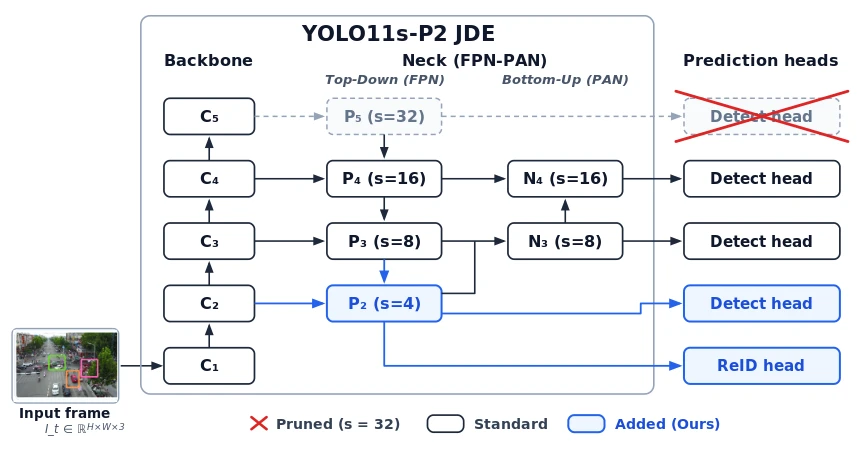 YOLO11s-P2 JDE
Backbone
Neck (FPN-PAN)
Prediction heads
Top-Down (FPN)
Bottom-Up (PAN)
C₅
P₅ (s=32)
Detect head
C₄
P₄ (s=16)
N₄ (s=16)
Detect head
C₃
P₃ (s=8)
N₃ (s=8)
Detect head
C₂
P₂ (s=4)
Detect head
C₁
ReID head
Input frame
I_t ∈ ℝᴴˣᵂˣ³
Pruned (s = 32)
Standard
Added (Ours)